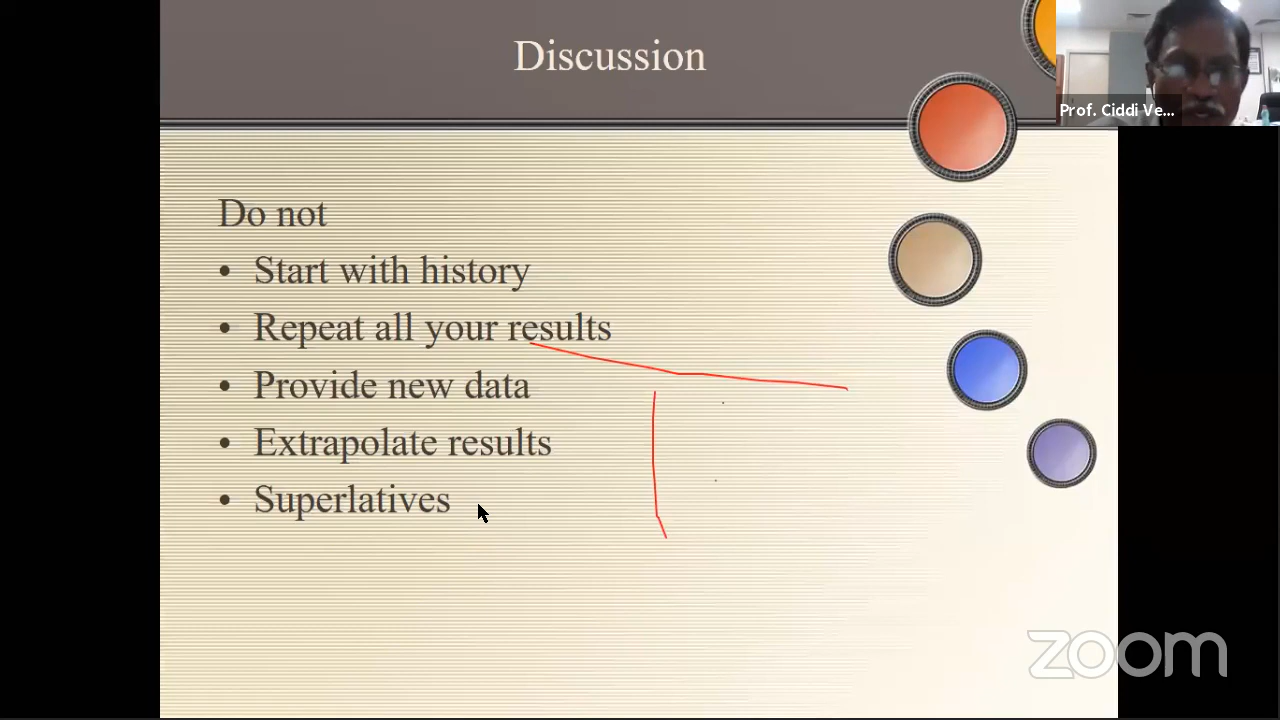 Discussion
Prof. Ciddi Ve...
Do not
• Start with history
• Repeat all your results
• Provide new data
• Extrapolate results
• Superlatives
zoom